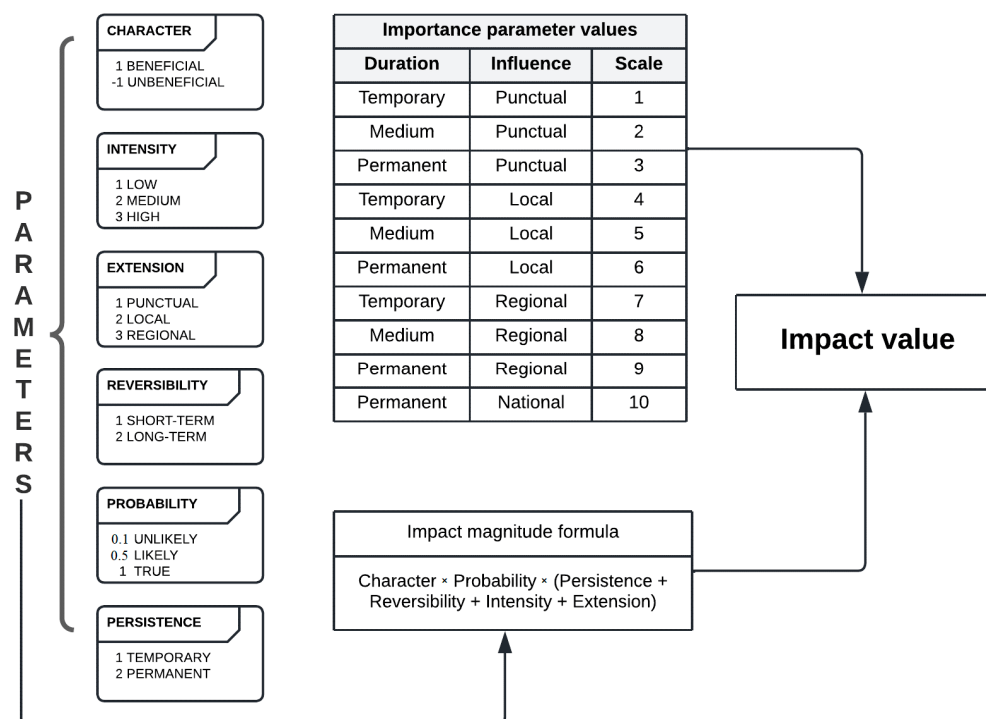 PARAMETERS
CHARACTER
1 BENEFICIAL
-1 UNBENEFICIAL
INTENSITY
1 LOW
2 MEDIUM
3 HIGH
EXTENSION
1 PUNCTUAL
2 LOCAL
3 REGIONAL
REVERSIBILITY
1 SHORT-TERM
2 LONG-TERM
PROBABILITY
0.1 UNLIKELY
0.5 LIKELY
1 TRUE
PERSISTENCE
1 TEMPORARY
2 PERMANENT
Importance parameter values
Duration Influence Scale
Temporary Punctual 1
Medium Punctual 2
Permanent Punctual 3
Temporary Local 4
Medium Local 5
Permanent Local 6
Temporary Regional 7
Medium Regional 8
Permanent Regional 9
Permanent National 10
Impact magnitude formula
Character × Probability × (Persistence +
Reversibility + Intensity + Extension)
Impact value